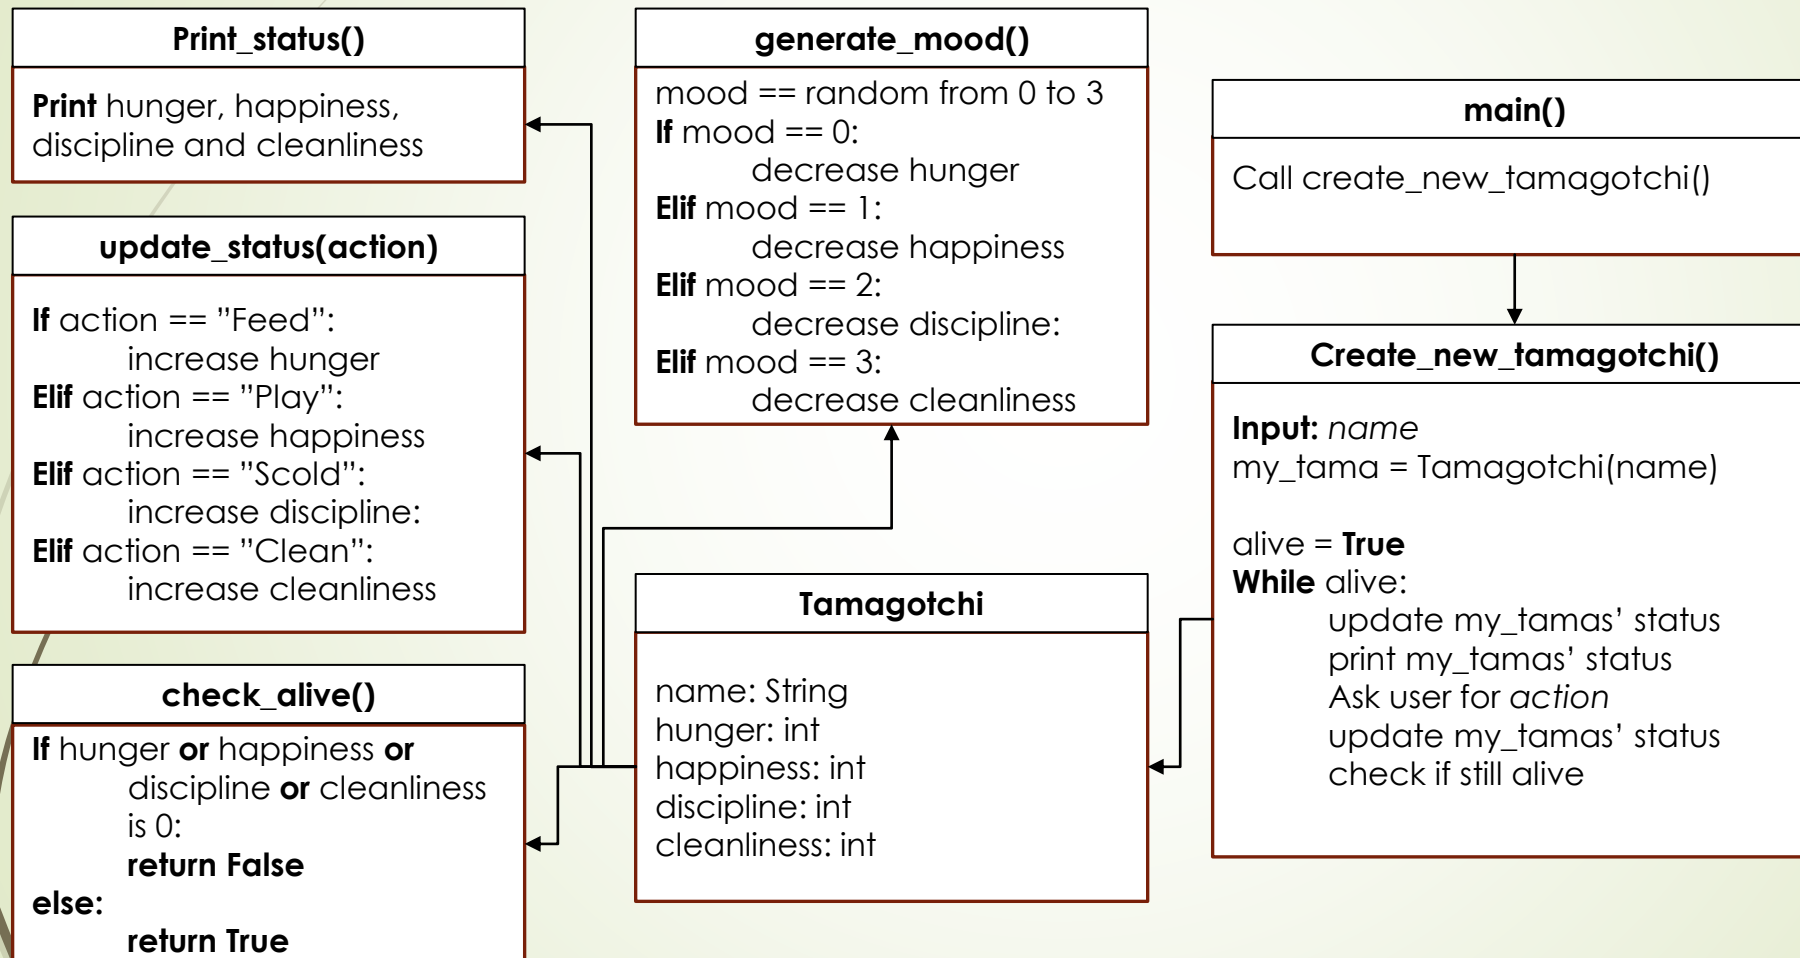 Print_status()
Print hunger, happiness,
discipline and cleanliness
update_status(action)
If action == ”Feed”:
increase hunger
Elif action == ”Play”:
increase happiness
Elif action == ”Scold”:
increase discipline:
Elif action == ”Clean”:
increase cleanliness
check_alive()
If hunger or happiness or
discipline or cleanliness
is 0:
return False
else:
return True
generate_mood()
mood == random from 0 to 3
If mood == 0:
decrease hunger
Elif mood == 1:
decrease happiness
Elif mood == 2:
decrease discipline:
Elif mood == 3:
decrease cleanliness
Tamagotchi
name: String
hunger: int
happiness: int
discipline: int
cleanliness: int
main()
Call create_new_tamagotchi()
Create_new_tamagotchi()
Input: name
my_tama = Tamagotchi(name)
alive = True
While alive:
update my_tamas’ status
print my_tamas’ status
Ask user for action
update my_tamas’ status
check if still alive